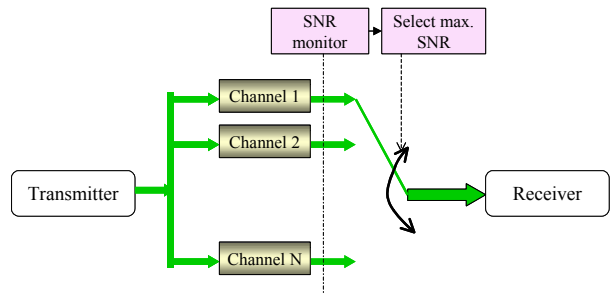 SNR
monitor
Select max.
SNR
Channel 1
Channel 2
Transmitter
Receiver
Channel N